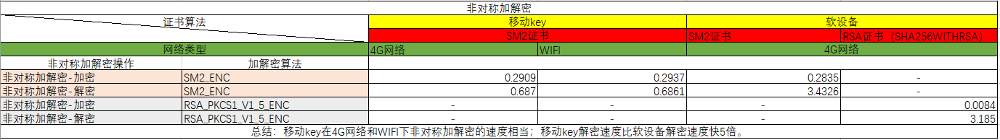 非对称加解密
证书算法 移动key 软设备
SM2证书 SM2证书 RSA证书（SHA256WITHRSA）
网络类型 4G网络 WIFI 4G网络
非对称加解密操作 加解密算法
非对称加解密-加密 SM2_ENC 0.2909 0.2937 0.2835 -
非对称加解密-解密 SM2_ENC 0.687 0.6861 3.4326 -
非对称加解密-加密 RSA_PKCS1_V1_5_ENC - - - 0.0084
非对称加解密-解密 RSA_PKCS1_V1_5_ENC - - - 3.185
总结：移动key在4G网络和WIFI下非对称加解密的速度相当；移动key解密速度比软设备解密速度快5倍。